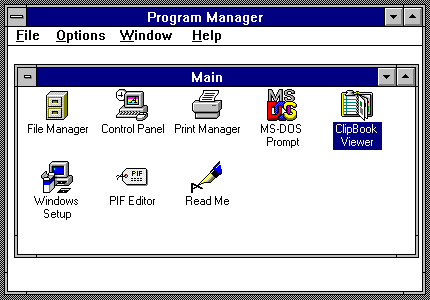 Program Manager
File Options Window Help
Main
File Manager Control Panel Print Manager MS-DOS Prompt ClipBook Viewer
Windows Setup PIF Editor Read Me
MS
DOS
PIF